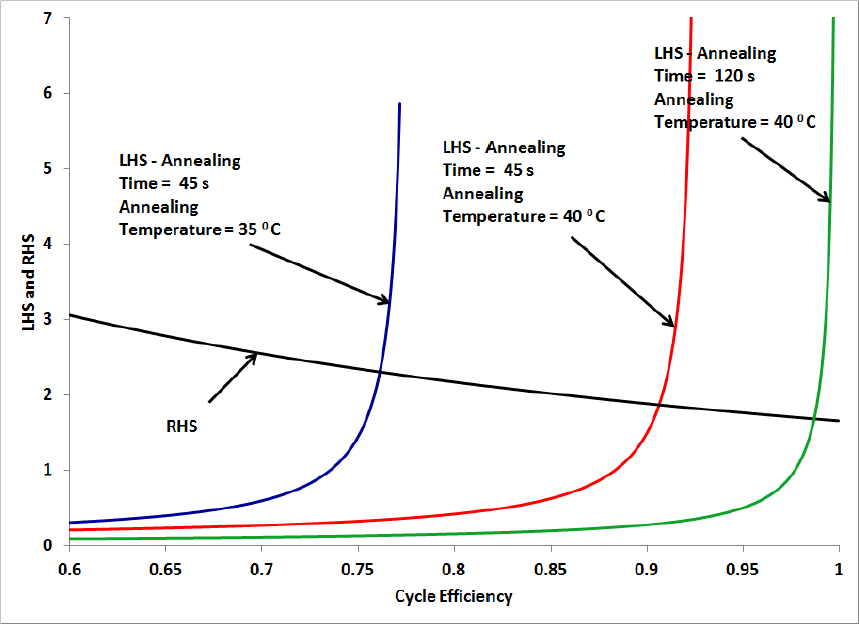 7
6
5
4
3
2
1
0
LHS and RHS
LHS - Annealing
Time = 45 s
Annealing
Temperature = 35 ⁰C
LHS - Annealing
Time = 45 s
Annealing
Temperature = 40 ⁰C
LHS - Annealing
Time = 120 s
Annealing
Temperature = 40 ⁰C
RHS
0.6 0.65 0.7 0.75 0.8 0.85 0.9 0.95 1
Cycle Efficiency